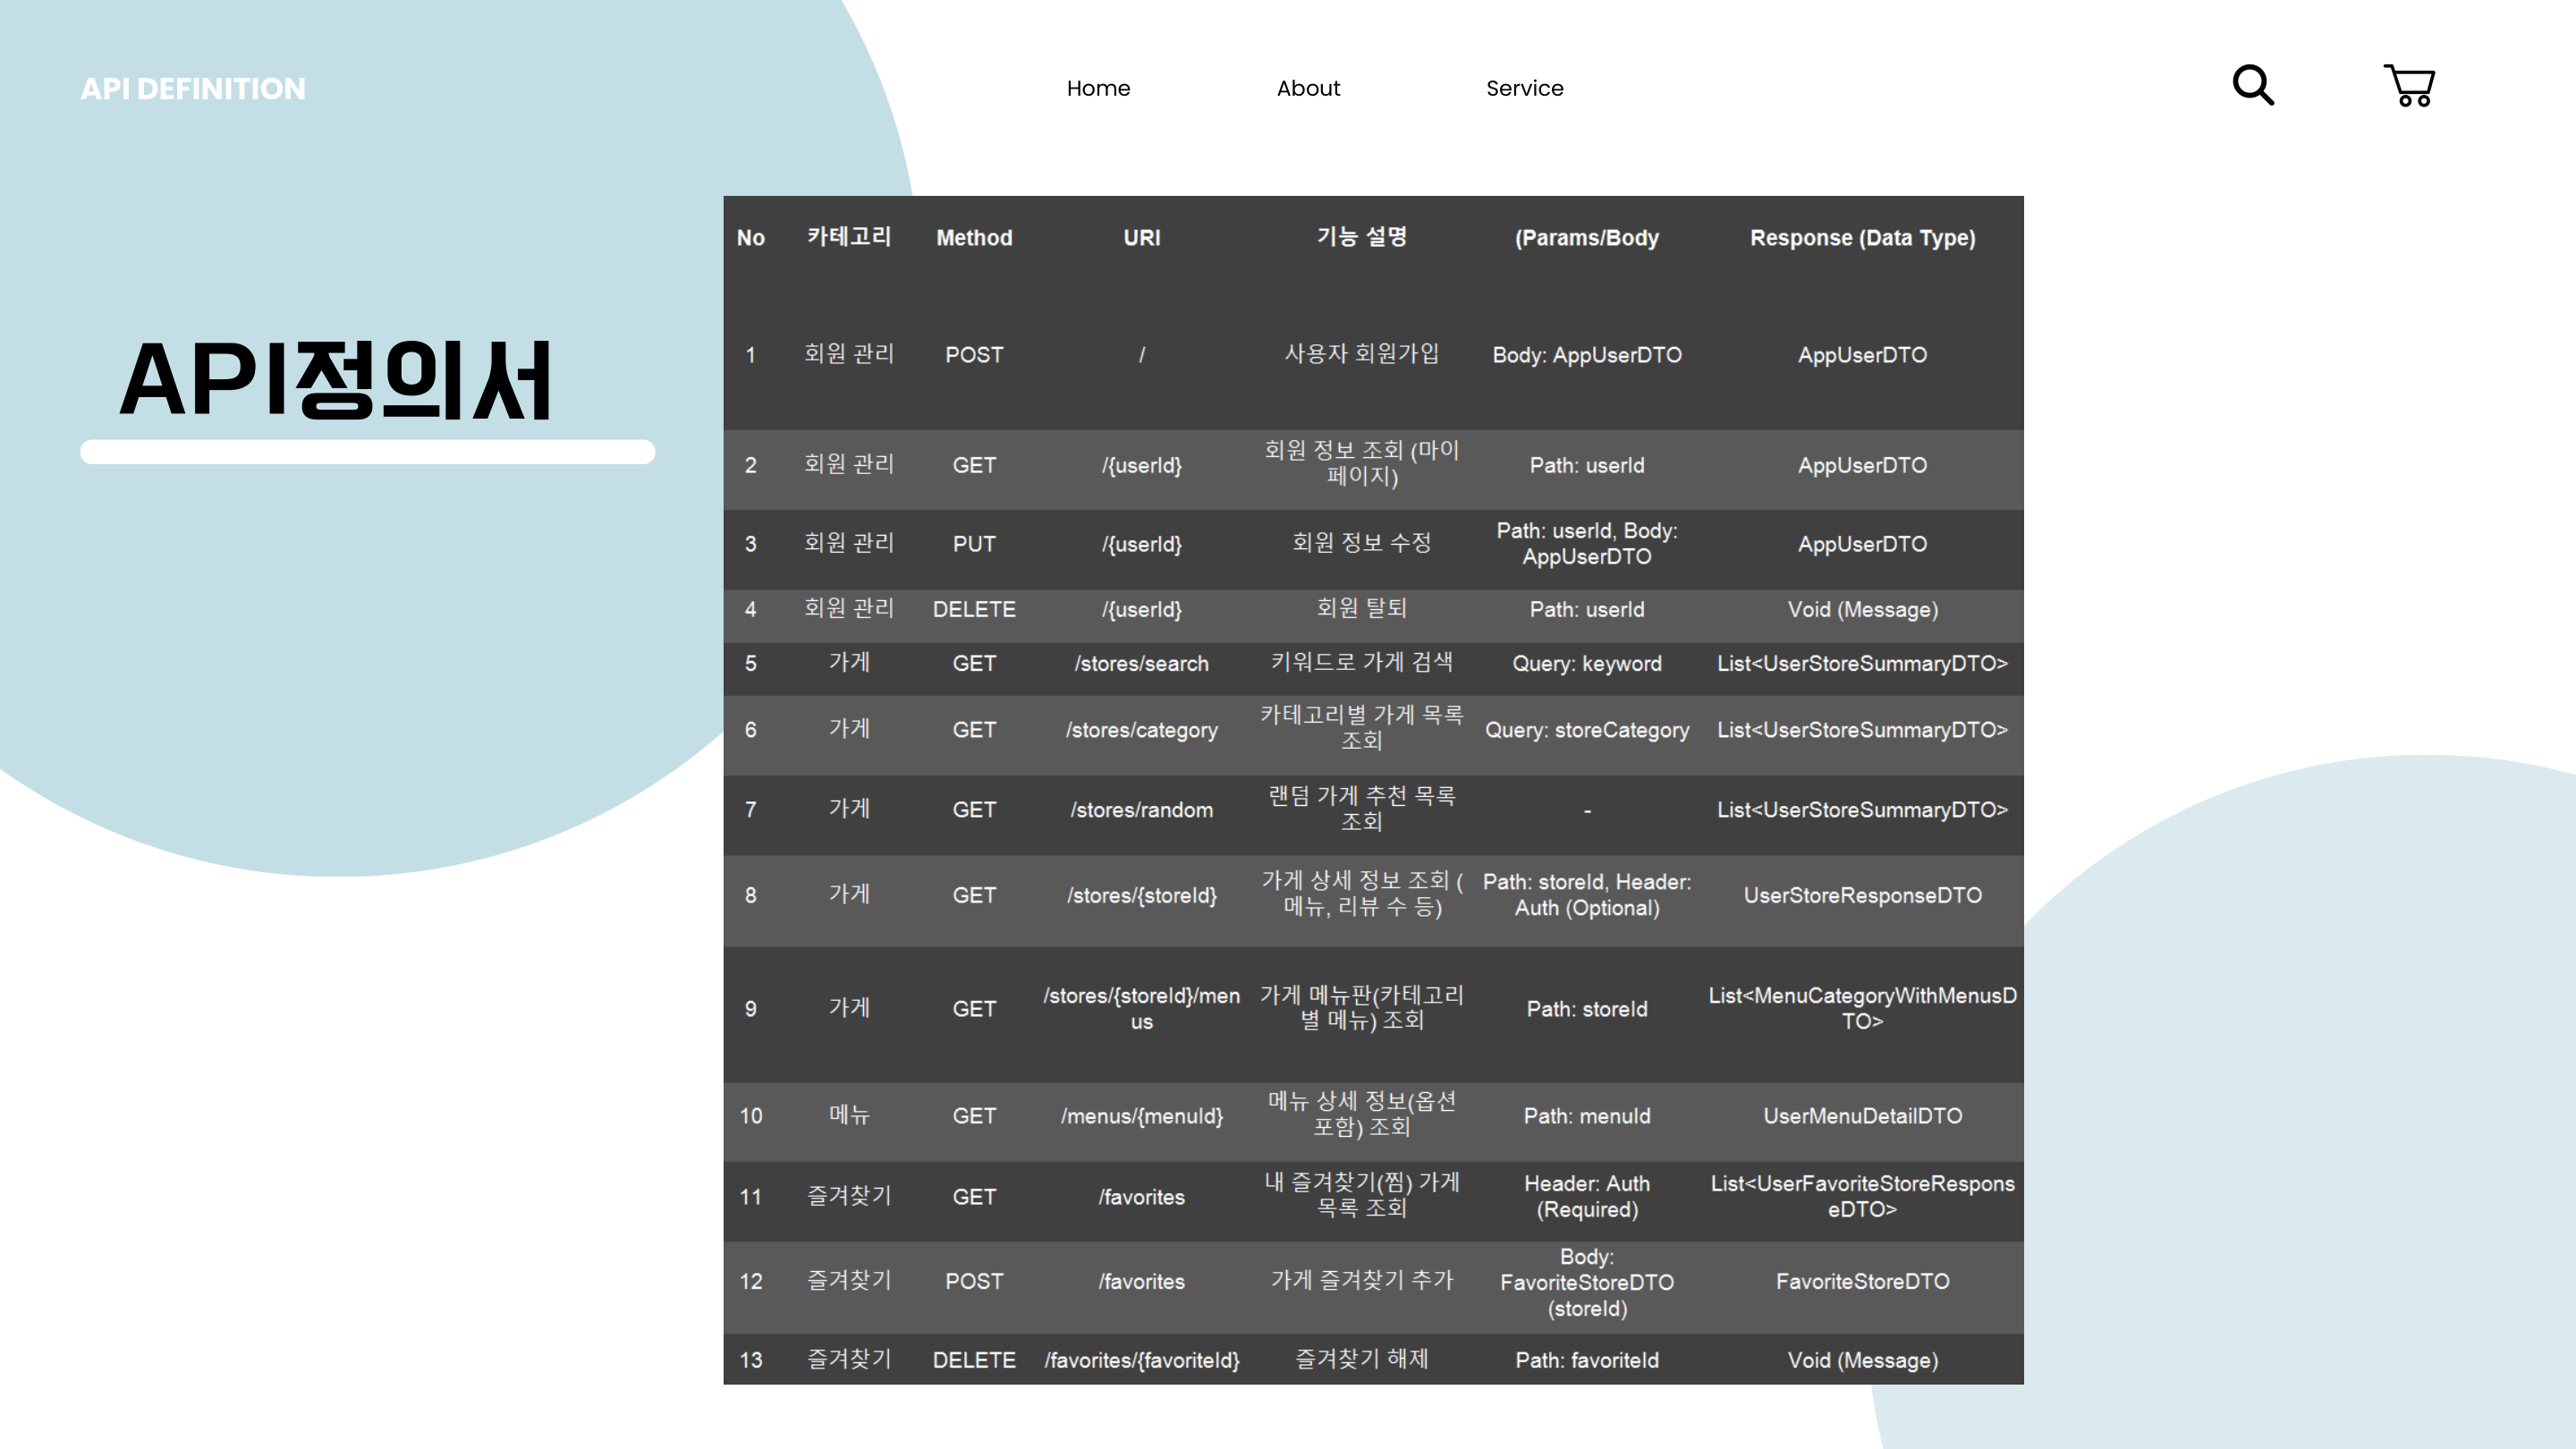 API DEFINITION
Home About Service
API정의서
No 카테고리 Method URI 기능 설명 (Params/Body Response (Data Type)
1 회원 관리 POST / 사용자 회원가입 Body: AppUserDTO AppUserDTO
2 회원 관리 GET /{userId} 회원 정보 조회 (마이
페이지) Path: userId AppUserDTO
3 회원 관리 PUT /{userId} 회원 정보 수정 Path: userId, Body:
AppUserDTO AppUserDTO
4 회원 관리 DELETE /{userId} 회원 탈퇴 Path: userId Void (Message)
5 가게 GET /stores/search 키워드로 가게 검색 Query: keyword List<UserStoreSummaryDTO>
6 가게 GET /stores/category 카테고리별 가게 목록
조회 Query: storeCategory List<UserStoreSummaryDTO>
7 가게 GET /stores/random 랜덤 가게 추천 목록
조회 - List<UserStoreSummaryDTO>
8 가게 GET /stores/{storeId} 가게 상세 정보 조회 (
메뉴, 리뷰 수 등) Path: storeId, Header:
Auth (Optional) UserStoreResponseDTO
9 가게 GET /stores/{storeId}/men
us 가게 메뉴판(카테고리
별 메뉴) 조회 Path: storeId List<MenuCategoryWithMenusD
TO>
10 메뉴 GET /menus/{menuId} 메뉴 상세 정보(옵션
포함) 조회 Path: menuId UserMenuDetailDTO
11 즐겨찾기 GET /favorites 내 즐겨찾기(찜) 가게
목록 조회 Header: Auth
(Required) List<UserFavoriteStoreRespons
eDTO>
12 즐겨찾기 POST /favorites 가게 즐겨찾기 추가 Body:
FavoriteStoreDTO
(storeId) FavoriteStoreDTO
13 즐겨찾기 DELETE /favorites/{favoriteId} 즐겨찾기 해제 Path: favoriteId Void (Message)